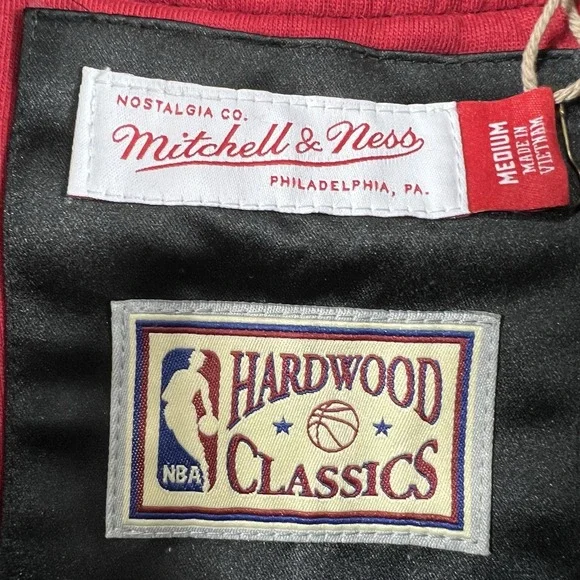 NOSTALGIA CO.
Mitchell & Ness
PHILADELPHIA, PA.
MEDIUM
MADE IN
VIETNAM
HARDWOOD
CLASSICS
NBA